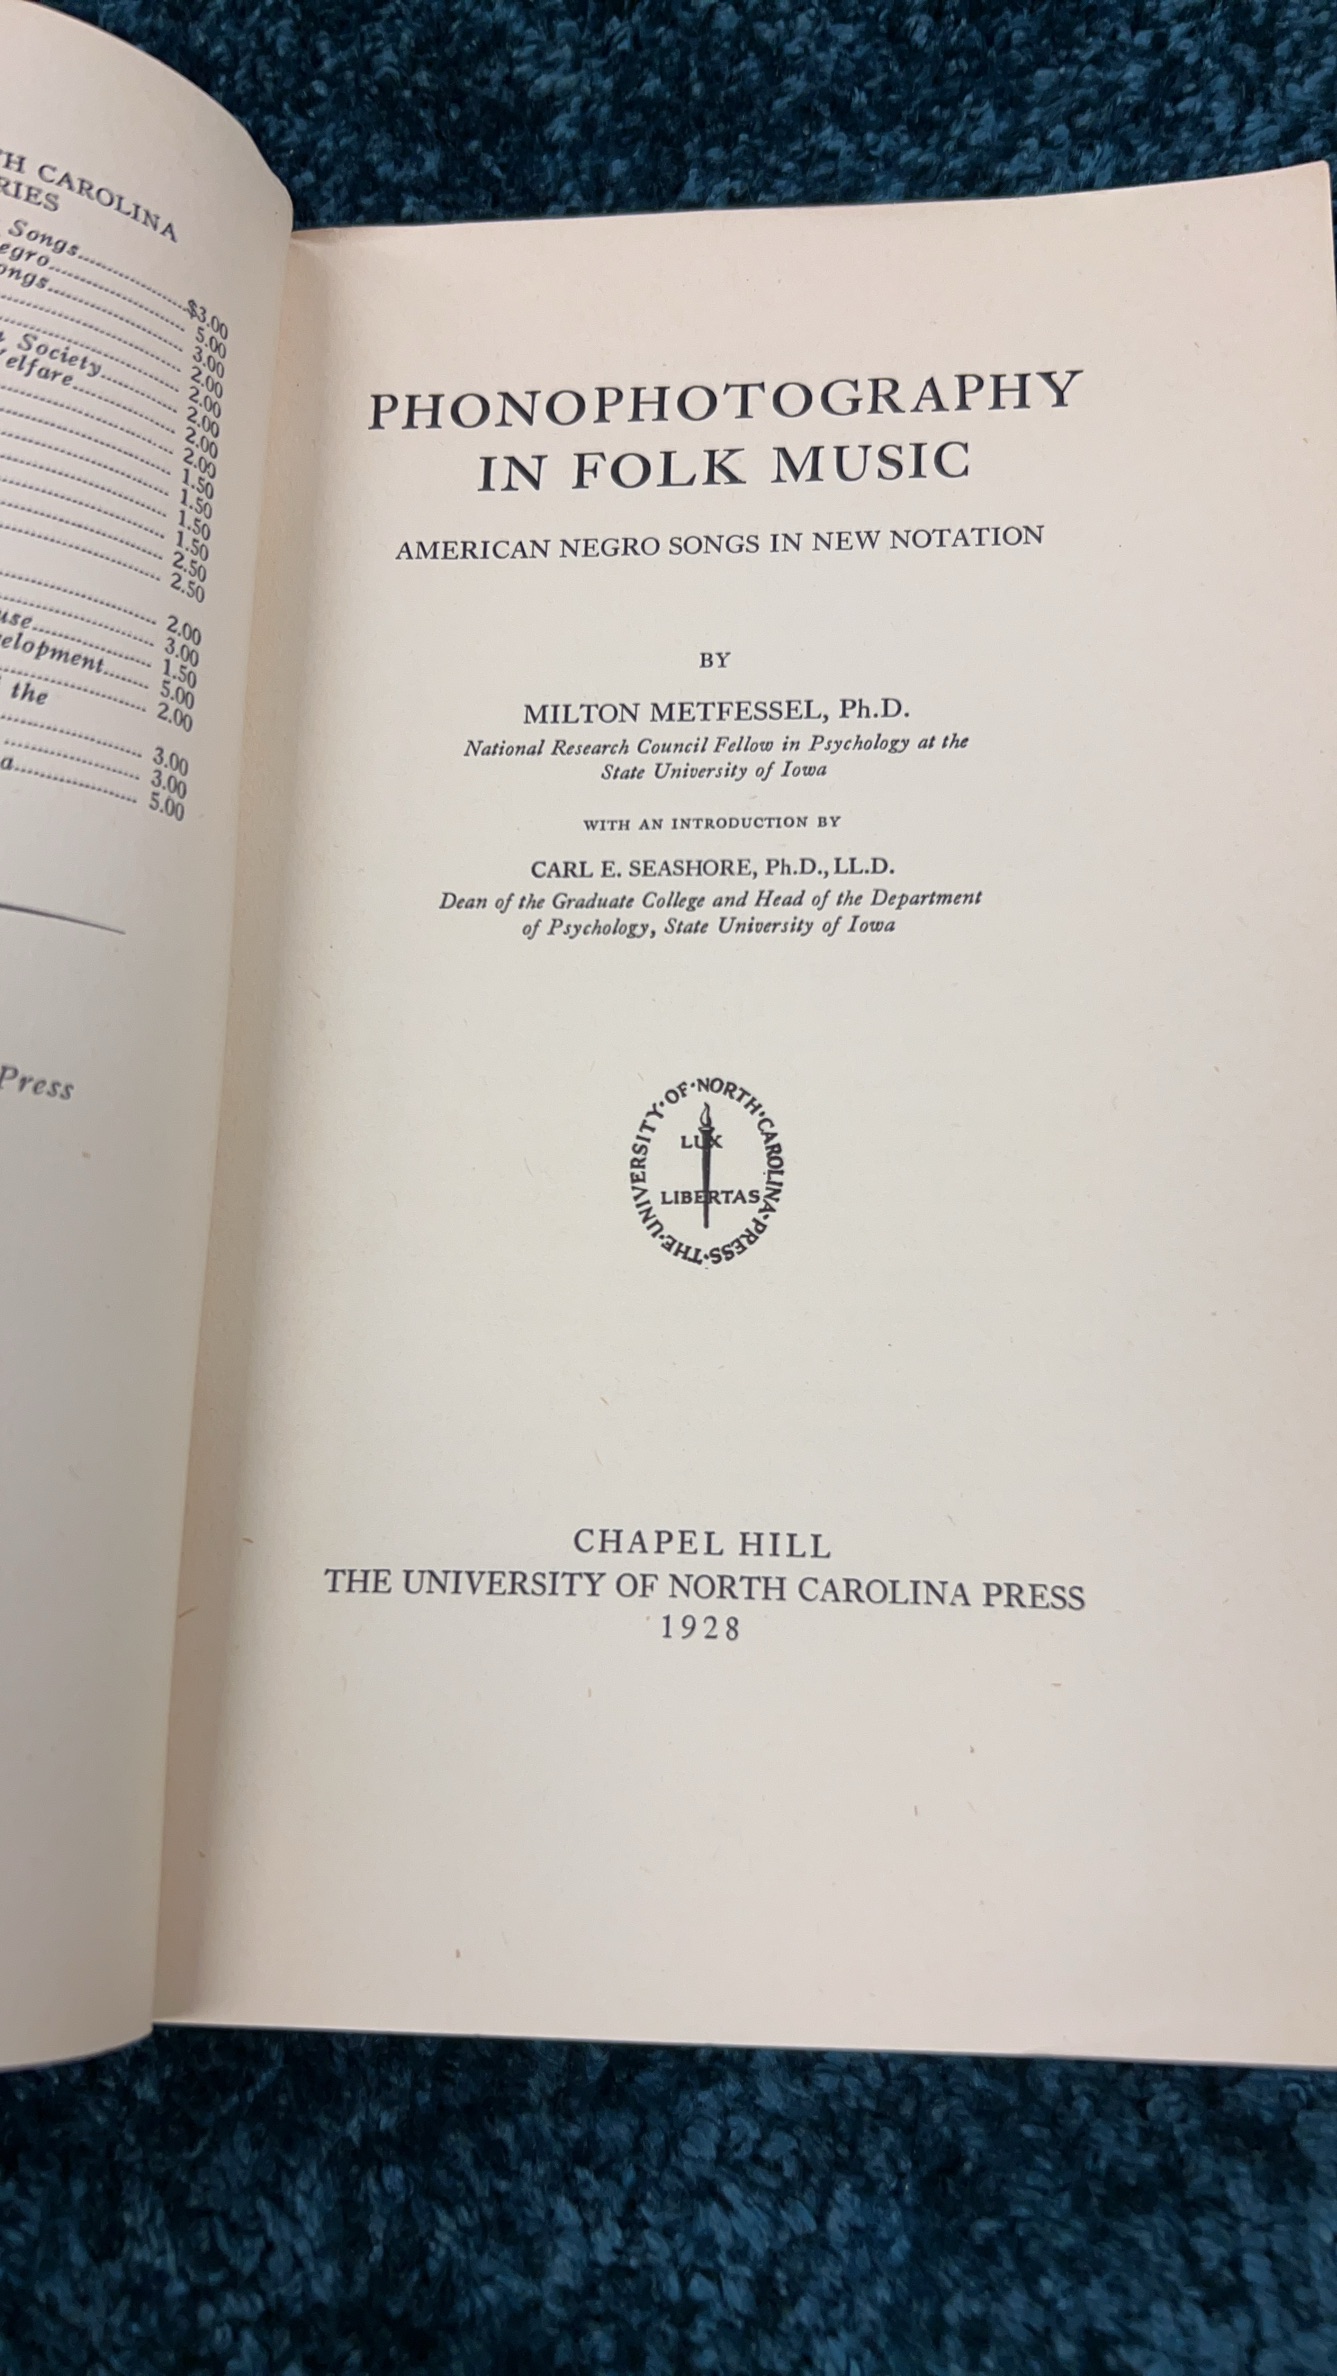 H CAROLINA
RIES
Songs $3.00
egro 5.00
ongs 3.00
2.00
2.00
Society 2.00
elfare 2.00
2.00
1.50
1.50
1.50
1.50
2.50
2.50
2.00
use 3.00
elopment 1.50
5.00
the 2.00
3.00
3.00
a 5.00
Press
PHONOPHOTOGRAPHY
IN FOLK MUSIC
AMERICAN NEGRO SONGS IN NEW NOTATION
BY
MILTON METFESSEL, Ph.D.
National Research Council Fellow in Psychology at the
State University of Iowa
WITH AN INTRODUCTION BY
CARL E. SEASHORE, Ph.D., LL.D.
Dean of the Graduate College and Head of the Department
of Psychology, State University of Iowa
THE·UNIVERSITY·OF·NORTH·CAROLINA·PRESS
LUX
LIBERTAS
CHAPEL HILL
THE UNIVERSITY OF NORTH CAROLINA PRESS
1928